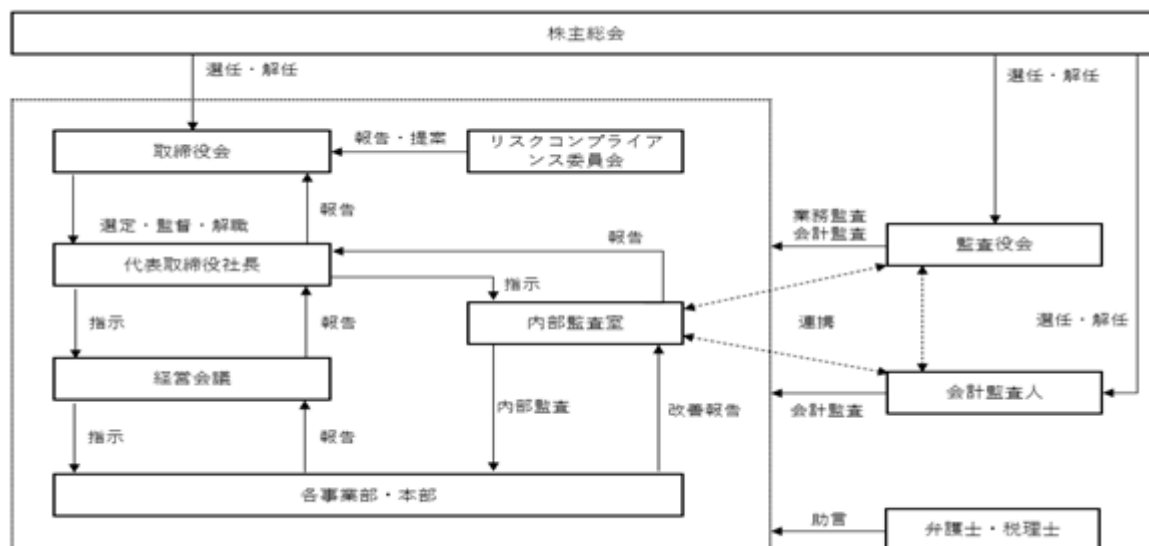 株主総会
選任・解任
選任・解任
取締役会
報告・提案
リスクコンプライア
ンス委員会
選定・監督・解職
報告
業務監査
会計監査
監査役会
代表取締役社長
報告
指示
内部監査室
連携
選任・解任
指示
報告
経営会議
会計監査人
会計監査
内部監査
改善報告
指示
報告
各事業部・本部
助言
弁護士・税理士